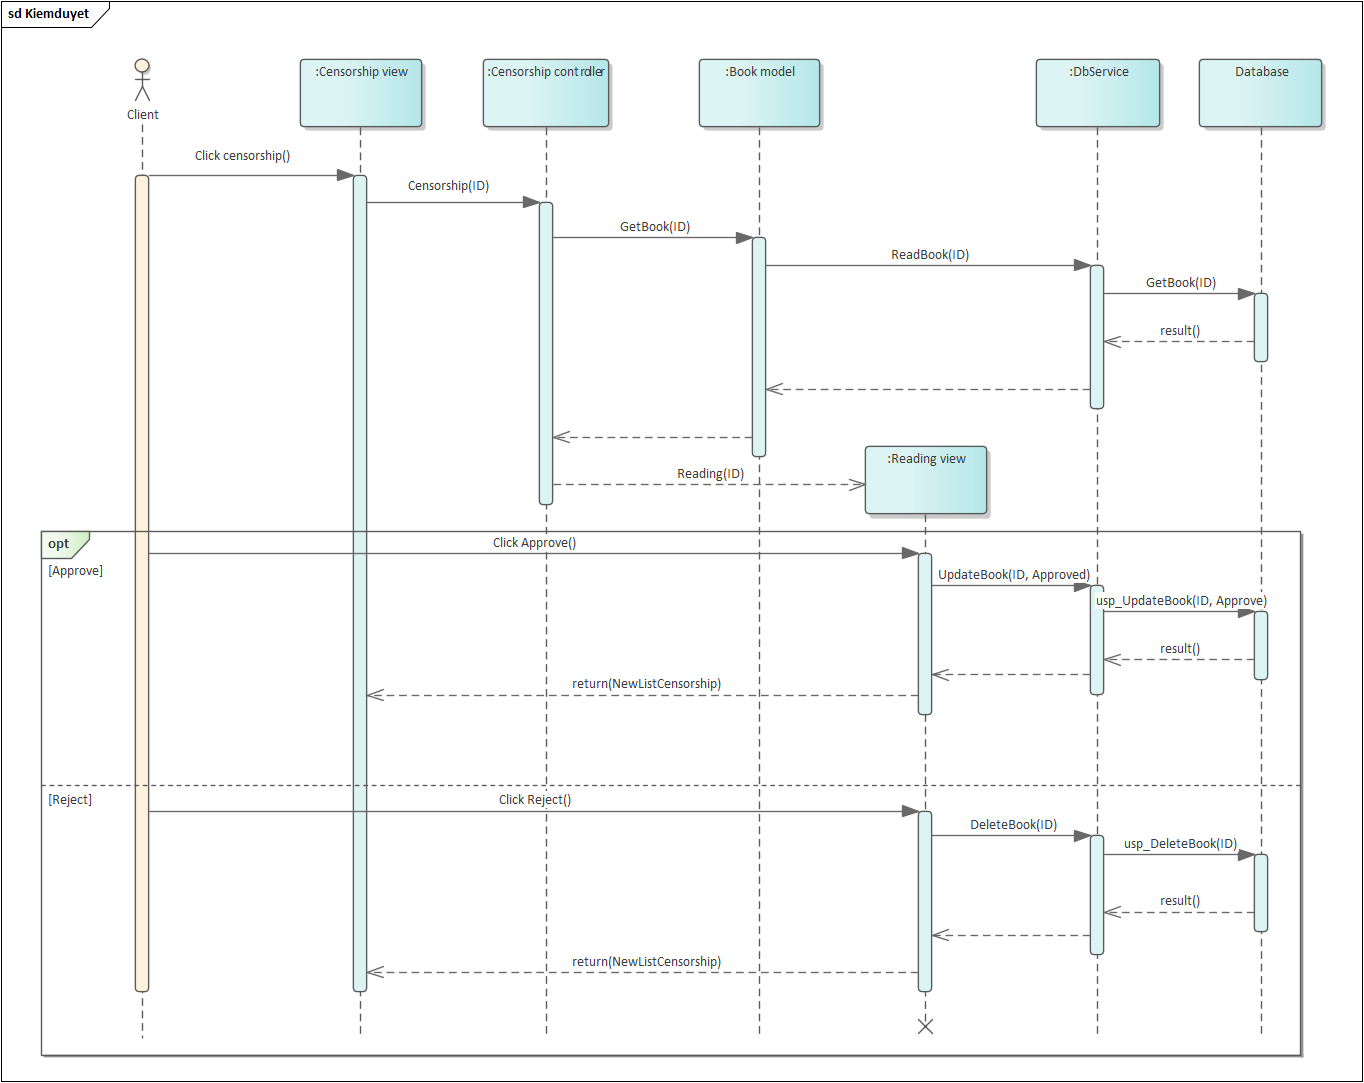 sd Kiemduyet
:Censorship view
:Censorship controller
:Book model
:DbService
Database
Client
Click censorship()
Censorship(ID)
GetBook(ID)
ReadBook(ID)
GetBook(ID)
result()
:Reading view
Reading(ID)
opt
Click Approve()
[Approve]
UpdateBook(ID, Approved)
usp_UpdateBook(ID, Approve)
result()
return(NewListCensorship)
[Reject]
Click Reject()
DeleteBook(ID)
usp_DeleteBook(ID)
result()
return(NewListCensorship)